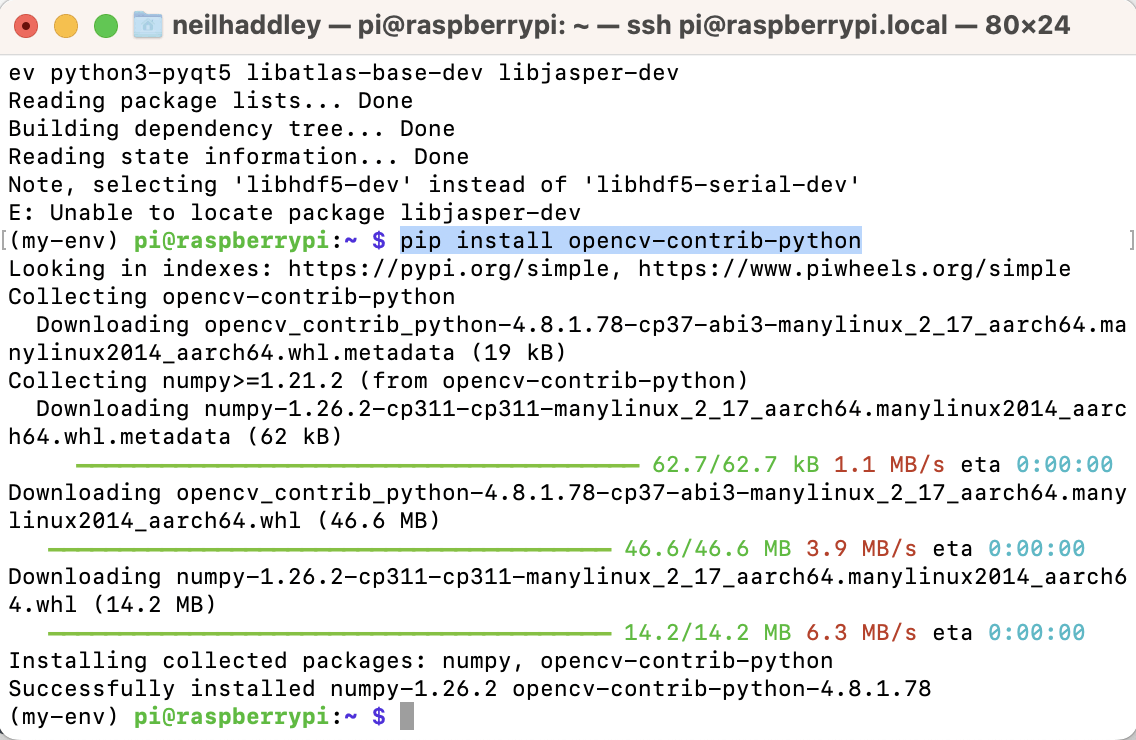 neilhaddley — pi@raspberrypi: ~ — ssh pi@raspberrypi.local — 80×24
ev python3-pyqt5 libatlas-base-dev libjasper-dev
Reading package lists... Done
Building dependency tree... Done
Reading state information... Done
Note, selecting 'libhdf5-dev' instead of 'libhdf5-serial-dev'
E: Unable to locate package libjasper-dev
[(my-env) pi@raspberrypi:~ $ pip install opencv-contrib-python ]
Looking in indexes: https://pypi.org/simple, https://www.piwheels.org/simple
Collecting opencv-contrib-python
  Downloading opencv_contrib_python-4.8.1.78-cp37-abi3-manylinux_2_17_aarch64.ma
nylinux2014_aarch64.whl.metadata (19 kB)
Collecting numpy>=1.21.2 (from opencv-contrib-python)
  Downloading numpy-1.26.2-cp311-cp311-manylinux_2_17_aarch64.manylinux2014_aarc
h64.whl.metadata (62 kB)
62.7/62.7 kB 1.1 MB/s eta 0:00:00
Downloading opencv_contrib_python-4.8.1.78-cp37-abi3-manylinux_2_17_aarch64.many
linux2014_aarch64.whl (46.6 MB)
46.6/46.6 MB 3.9 MB/s eta 0:00:00
Downloading numpy-1.26.2-cp311-cp311-manylinux_2_17_aarch64.manylinux2014_aarch6
4.whl (14.2 MB)
14.2/14.2 MB 6.3 MB/s eta 0:00:00
Installing collected packages: numpy, opencv-contrib-python
Successfully installed numpy-1.26.2 opencv-contrib-python-4.8.1.78
(my-env) pi@raspberrypi:~ $